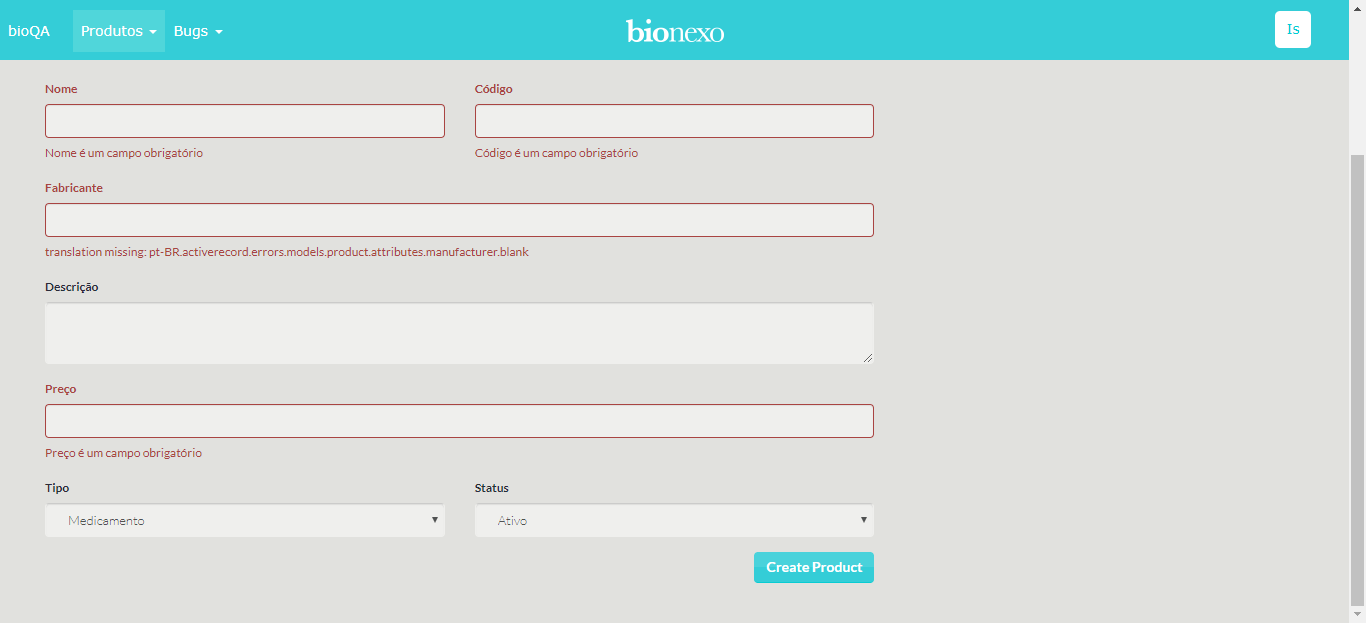 bioQA Produtos Bugs bionexo Is
Nome Código
Nome é um campo obrigatório Código é um campo obrigatório
Fabricante
translation missing: pt-BR.activerecord.errors.models.product.attributes.manufacturer.blank
Descrição
Preço
Preço é um campo obrigatório
Tipo Status
Medicamento Ativo
Create Product